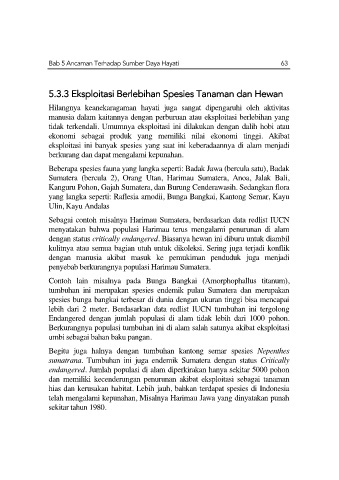 Bab 5 Ancaman Terhadap Sumber Daya Hayati 63
5.3.3 Eksploitasi Berlebihan Spesies Tanaman dan Hewan
Hilangnya keanekaragaman hayati juga sangat dipengaruhi oleh aktivitas
manusia dalam kaitannya dengan perburuan atau eksploitasi berlebihan yang
tidak terkendali. Umumnya eksploitasi ini dilakukan dengan dalih hobi atau
ekonomi sebagai produk yang memiliki nilai ekonomi tinggi. Akibat
eksploitasi ini banyak spesies yang saat ini keberadaannya di alam menjadi
berkurang dan dapat mengalami kepunahan.
Beberapa spesies fauna yang langka seperti: Badak Jawa (bercula satu), Badak
Sumatera (bercula 2), Orang Utan, Harimau Sumatera, Anoa, Jalak Bali,
Kanguru Pohon, Gajah Sumatera, dan Burung Cenderawasih. Sedangkan flora
yang langka seperti: Raflesia arnodii, Bunga Bangkai, Kantong Semar, Kayu
Ulin, Kayu Andalas
Sebagai contoh misalnya Harimau Sumatera, berdasarkan data redlist IUCN
menyatakan bahwa populasi Harimau terus mengalami penurunan di alam
dengan status critically endangered. Biasanya hewan ini diburu untuk diambil
kulitnya atau semua bagian utuh untuk dikoleksi. Sering juga terjadi konflik
dengan manusia akibat masuk ke pemukiman penduduk juga menjadi
penyebab berkurangnya populasi Harimau Sumatera.
Contoh lain misalnya pada Bunga Bangkai (Amorphophallus titanum),
tumbuhan ini merupakan spesies endemik pulau Sumatera dan merupakan
spesies bunga bangkai terbesar di dunia dengan ukuran tinggi bisa mencapai
lebih dari 2 meter. Berdasarkan data redlist IUCN tumbuhan ini tergolong
Endangered dengan jumlah populasi di alam tidak lebih dari 1000 pohon.
Berkurangnya populasi tumbuhan ini di alam salah satunya akibat eksploitasi
umbi sebagai bahan baku pangan.
Begitu juga halnya dengan tumbuhan kantong semar spesies Nepenthes
sumatrana. Tumbuhan ini juga endemik Sumatera dengan status Critically
endangered. Jumlah populasi di alam diperkirakan hanya sekitar 5000 pohon
dan memiliki kecenderungan penurunan akibat eksploitasi sebagai tanaman
hias dan kerusakan habitat. Lebih jauh, bahkan terdapat spesies di Indonesia
telah mengalami kepunahan, Misalnya Harimau Jawa yang dinyatakan punah
sekitar tahun 1980.